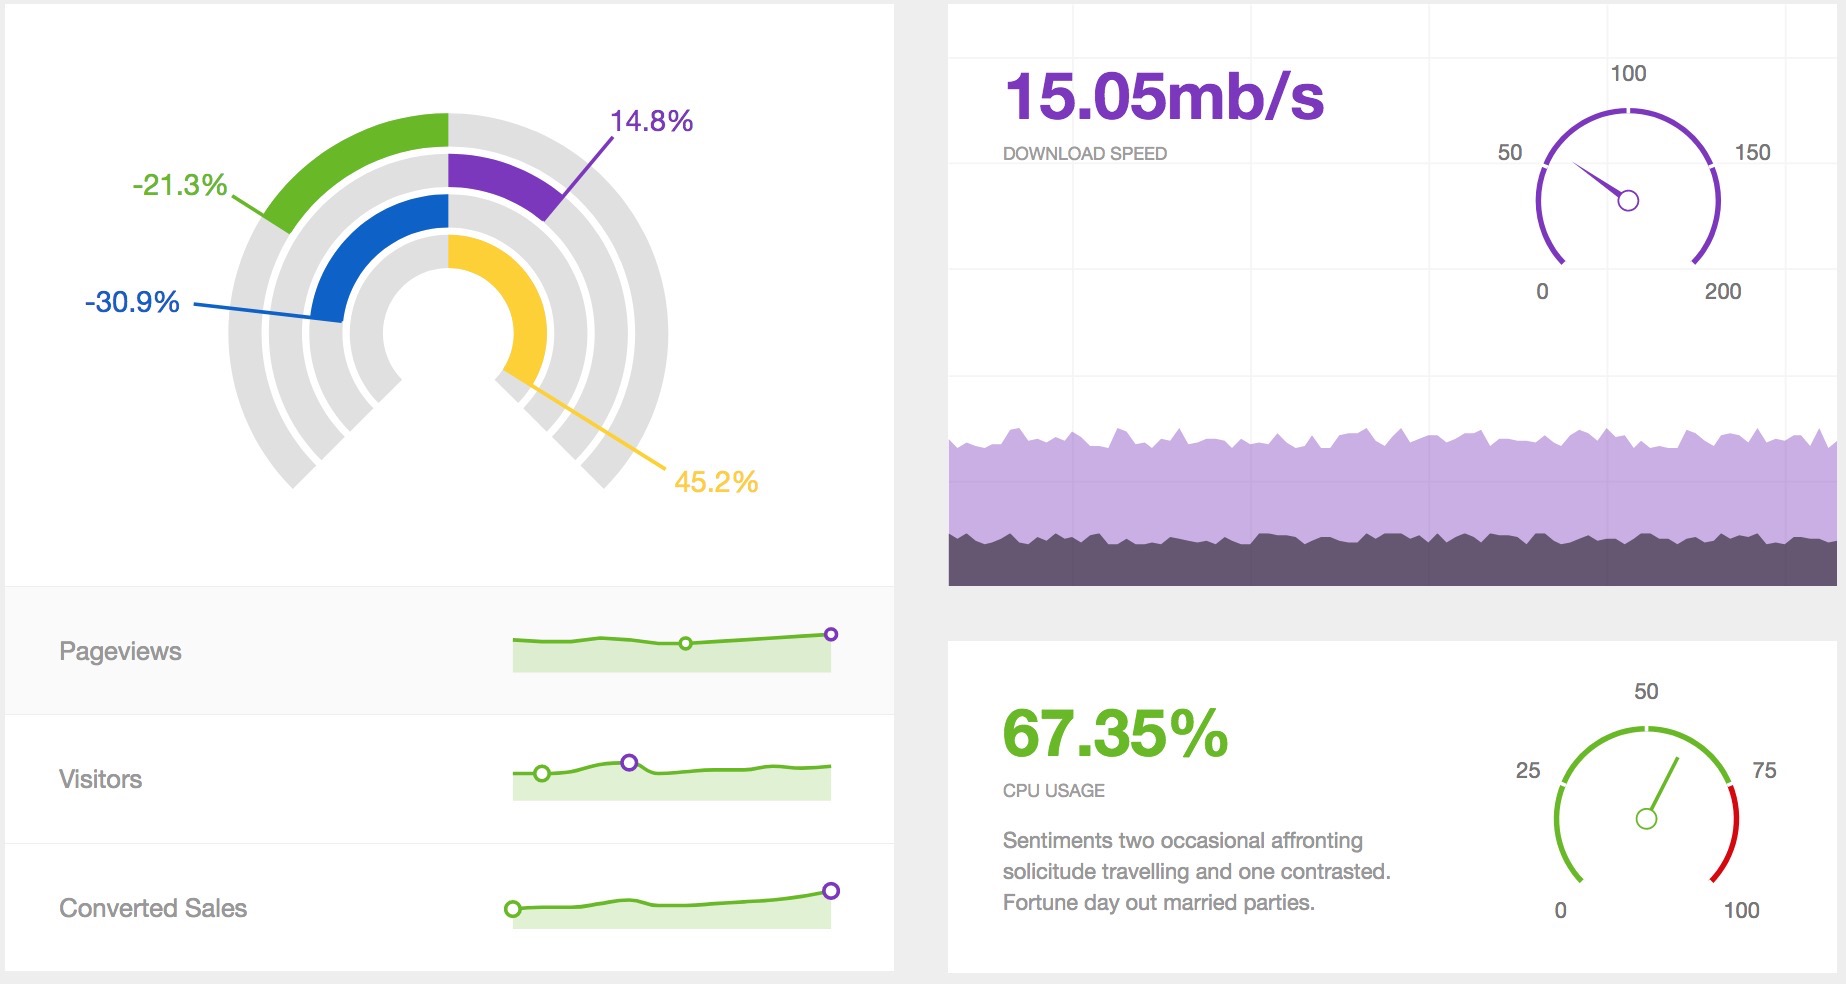 14.8%
-21.3%
-30.9%
45.2%
Pageviews
Visitors
Converted Sales
15.05mb/s
DOWNLOAD SPEED
100
50
150
0
200
67.35%
CPU USAGE
Sentiments two occasional affronting
solicitude travelling and one contrasted.
Fortune day out married parties.
50
25
75
0
100